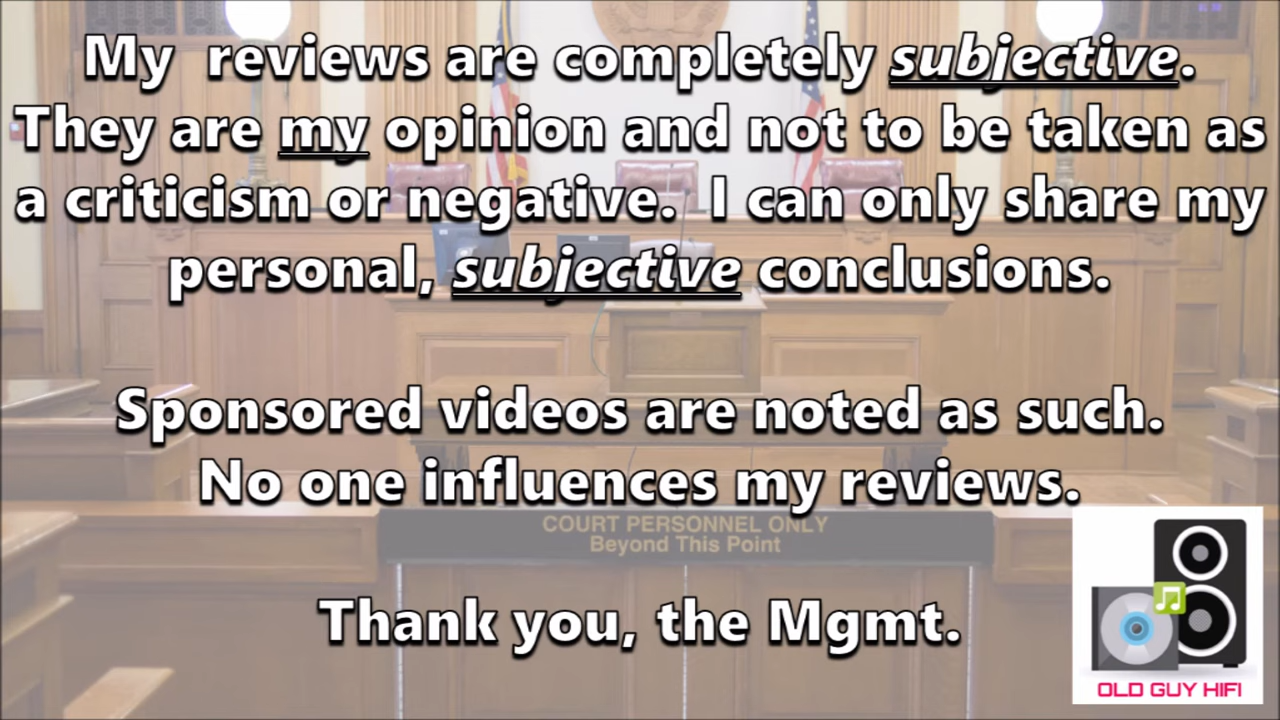 My  reviews are completely subjective.
They are my opinion and not to be taken as
a criticism or negative.  I can only share my
personal, subjective conclusions.
Sponsored videos are noted as such.
No one influences my reviews.
COURT PERSONNEL ONLY
Beyond This Point
Thank you, the Mgmt.
OLD GUY HIFI